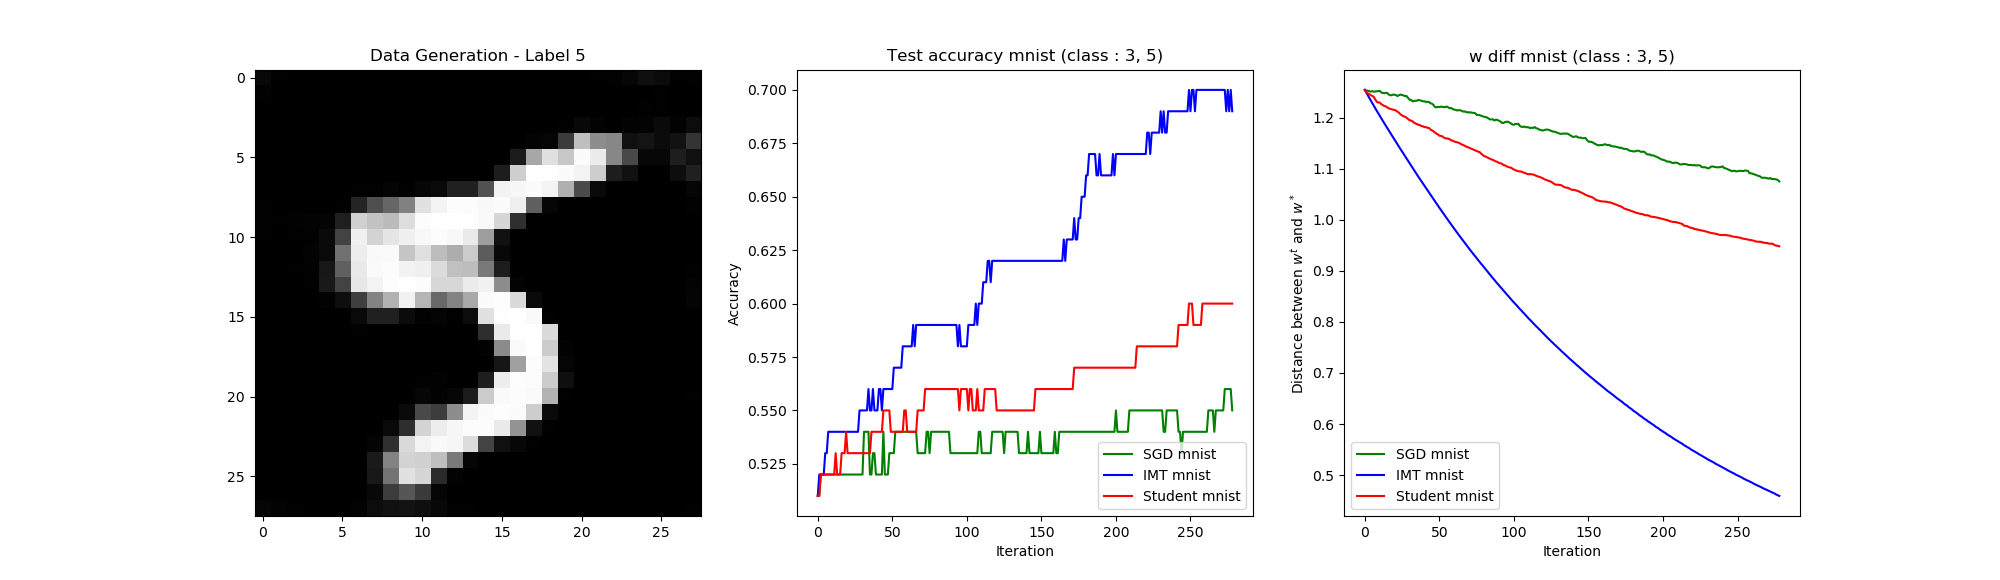 Data Generation - Label 5
0
5
10
15
20
25
0 5 10 15 20 25
Test accuracy mnist (class : 3, 5)
Accuracy
0.700
0.675
0.650
0.625
0.600
0.575
0.550
0.525
SGD mnist
IMT mnist
Student mnist
0 50 100 150 200 250
Iteration
w diff mnist (class : 3, 5)
Distance between w^t and w^*
1.2
1.1
1.0
0.9
0.8
0.7
0.6
0.5
SGD mnist
IMT mnist
Student mnist
0 50 100 150 200 250
Iteration